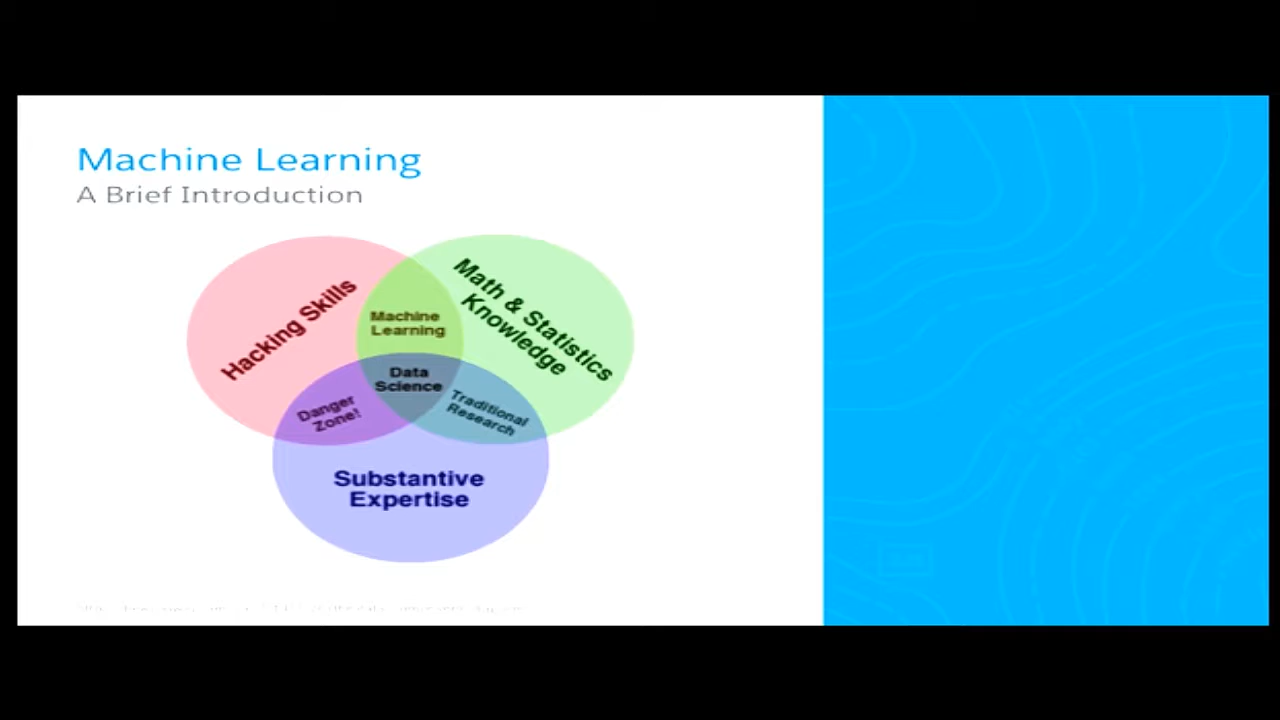 Machine Learning
A Brief Introduction
Hacking Skills
Math & Statistics
Knowledge
Machine
Learning
Data
Science
Danger
Zone!
Traditional
Research
Substantive
Expertise